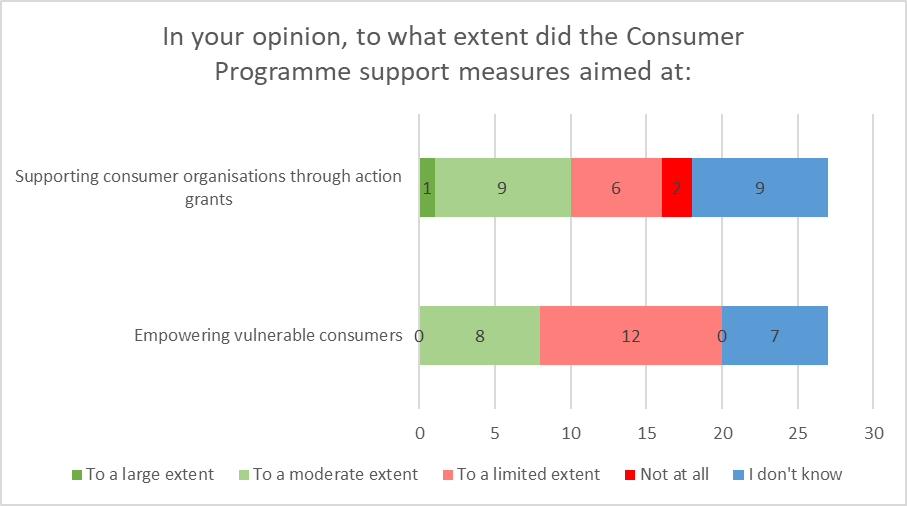 In your opinion, to what extent did the Consumer
Programme support measures aimed at:
Supporting consumer organisations through action
grants
1 9 6 2 9
Empowering vulnerable consumers
0 8 12 0 7
0 5 10 15 20 25 30
To a large extent To a moderate extent To a limited extent Not at all I don't know